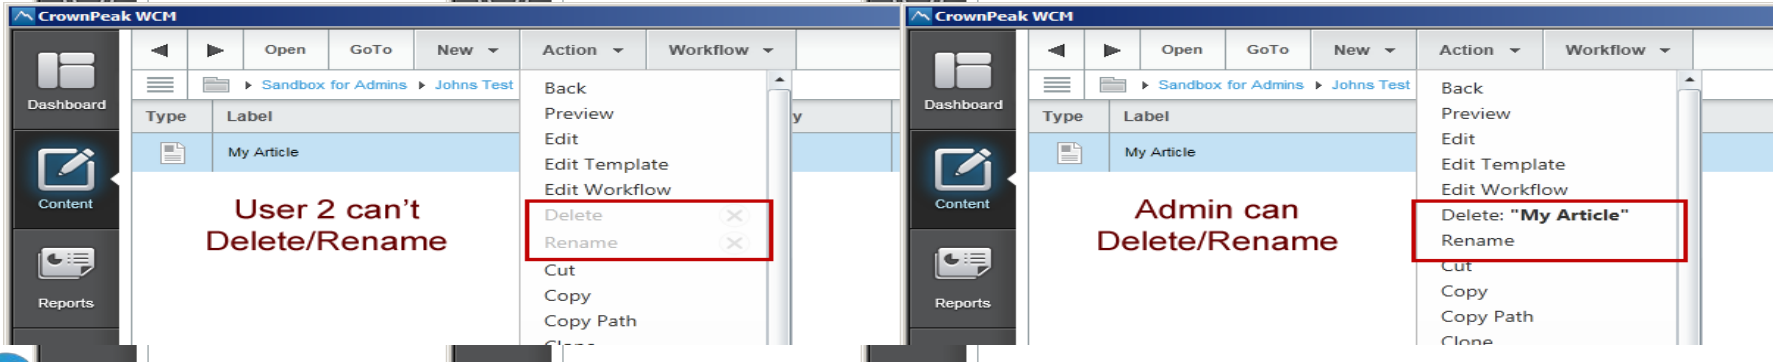 CrownPeak WCM
Open GoTo New Action Workflow
Sandbox for Admins Johns Test
Dashboard
Type Label y
My Article
Content
Reports
User 2 can't
Delete/Rename
Back
Preview
Edit
Edit Template
Edit Workflow
Delete
Rename
Cut
Copy
Copy Path
Clone
CrownPeak WCM
Open GoTo New Action Workflow
Sandbox for Admins Johns Test
Dashboard
Type Label
My Article
Content
Reports
Admin can
Delete/Rename
Back
Preview
Edit
Edit Template
Edit Workflow
Delete: "My Article"
Rename
Cut
Copy
Copy Path
Clone